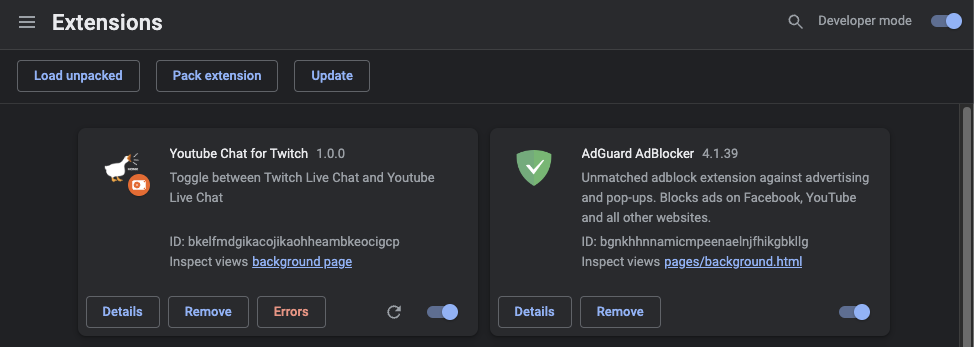 Extensions
Developer mode
Load unpacked
Pack extension
Update
Youtube Chat for Twitch 1.0.0
Toggle between Twitch Live Chat and Youtube
Live Chat
ID: bkelfmdgikacojikaohheambkeocigcp
Inspect views background page
Details
Remove
Errors
AdGuard AdBlocker 4.1.39
Unmatched adblock extension against advertising
and pop-ups. Blocks ads on Facebook, YouTube
and all other websites.
ID: bgnkhhnnamicmpeenaelnjfhikgbkllg
Inspect views pages/background.html
Details
Remove